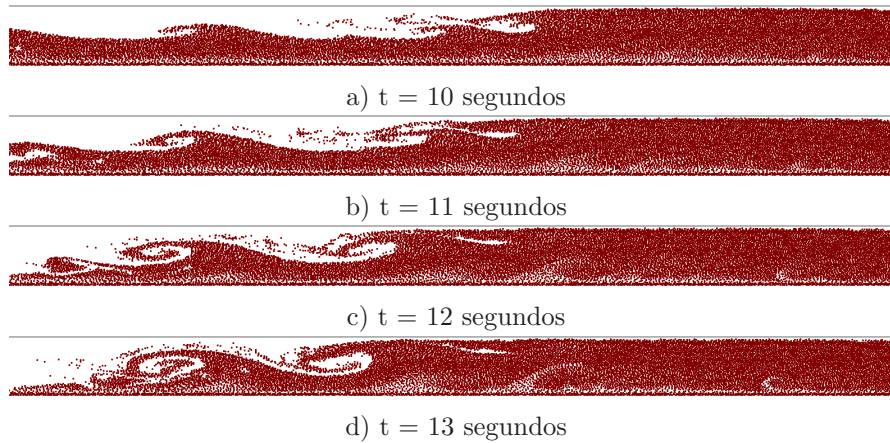 a) t = 10 segundos
b) t = 11 segundos
c) t = 12 segundos
d) t = 13 segundos